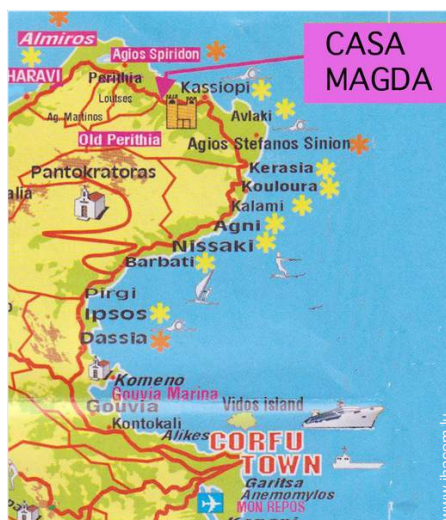 CASA
MAGDA
Almiros
Agios Spiridon
HARAVI
Perithia
Kassiopi
Loutses
Avlaki
Ag. Martinos
Old Perithia
Agios Stefanos Sinion
Pantokratoras
Kerasia
Kouloura
alia
Kalami
Agni
Nissaki
Barbati
Pirgi
Ipsos
Dassia
Komeno
Gouvia Marina
Gouvia
Vidos island
Kontokali
Alikes
CORFU
TOWN
Garitsa
Anemomylos
MON REPOS